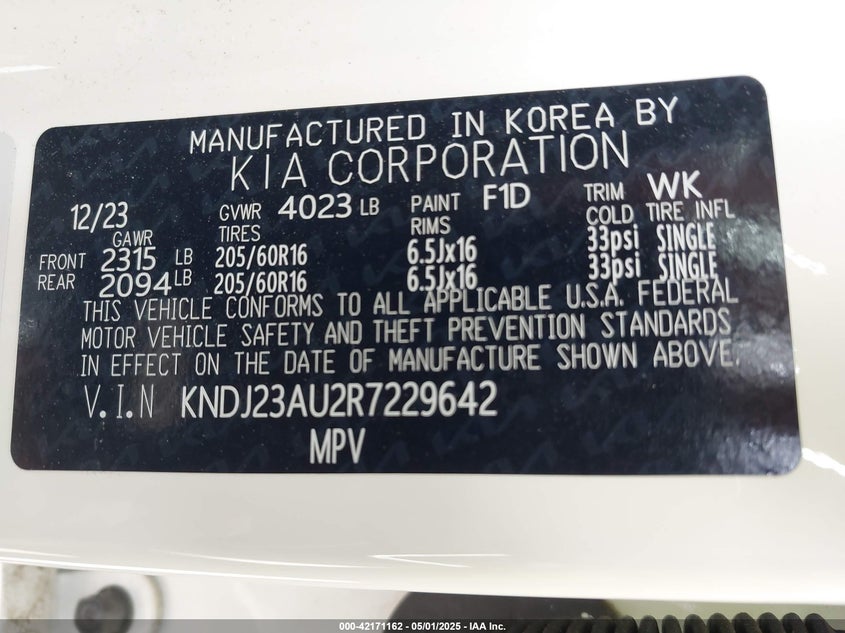 MANUFACTURED IN KOREA BY
KIA CORPORATION
12/23 GVWR 4023 LB PAINT F1D TRIM WK
GAWR TIRES RIMS COLD TIRE INFL
FRONT 2315 LB 205/60R16 6.5Jx16 33psi SINGLE
REAR 2094 LB 205/60R16 6.5Jx16 33psi SINGLE
THIS VEHICLE CONFORMS TO ALL APPLICABLE U.S.A. FEDERAL
MOTOR VEHICLE SAFETY AND THEFT PREVENTION STANDARDS
IN EFFECT ON THE DATE OF MANUFACTURE SHOWN ABOVE.
V.I.N KNDJ23AU2R7229642
MPV
000-42171162 - 05/01/2025 - IAA Inc.